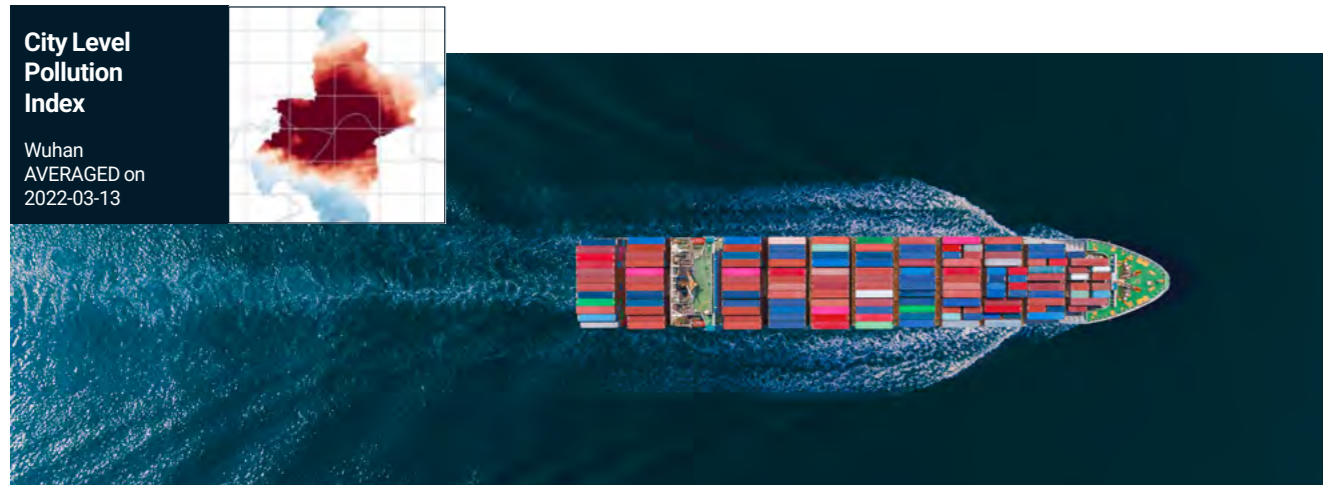 City Level
Pollution
Index
Wuhan
AVERAGED on
2022-03-13